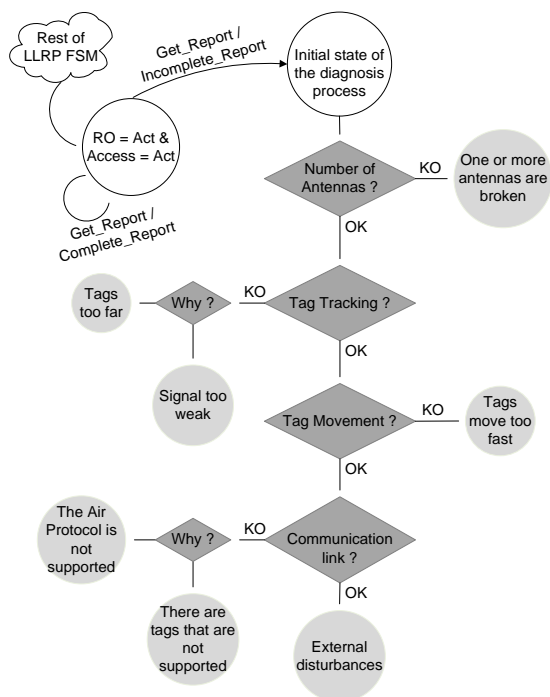 Rest of
LLRP FSM
Get_Report /
Incomplete_Report
Initial state of
the diagnosis
process
RO = Act &
Access = Act
Get_Report /
Complete_Report
Number of
Antennas ?
KO
One or more
antennas are
broken
OK
Tags
too far
Why ?
KO
Tag Tracking ?
OK
Signal too
weak
Tag Movement ?
KO
Tags
move too
fast
OK
The Air
Protocol is
not
supported
Why ?
KO
Communication
link ?
OK
There are
tags that are
not
supported
External
disturbances